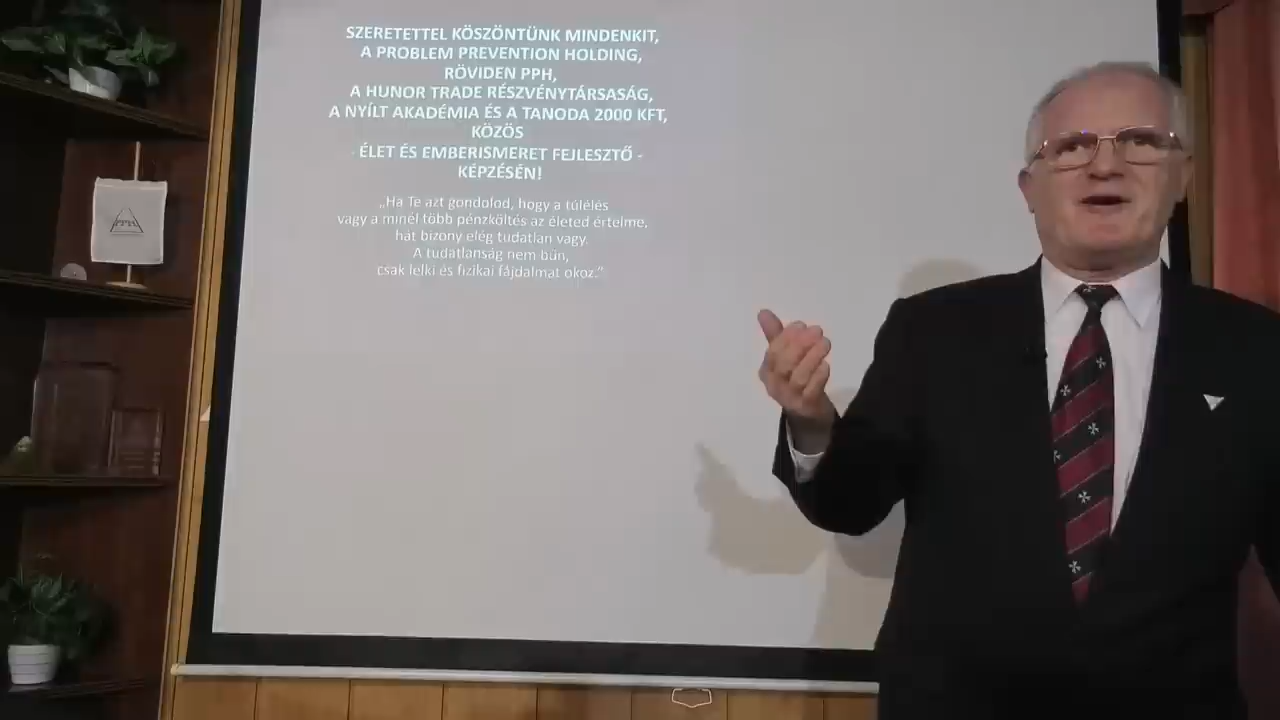 SZERETETTEL KÖSZÖNTÜNK MINDENKIT,
A PROBLEM PREVENTION HOLDING,
RÖVIDEN PPH,
A HUNOR TRADE RÉSZVÉNYTÁRSASÁG,
A NYÍLT AKADÉMIA ÉS A TANODA 2000 KFT,
KÖZÖS
- ÉLET ÉS EMBERISMERET FEJLESZTŐ -
KÉPZÉSÉN!
„Ha Te azt gondolod, hogy a túlélés
vagy a minél több pénzköltés az életed értelme,
hát bizony elég tudatlan vagy.
A tudatlanság nem bűn,
csak lelki és fizikai fájdalmat okoz.”